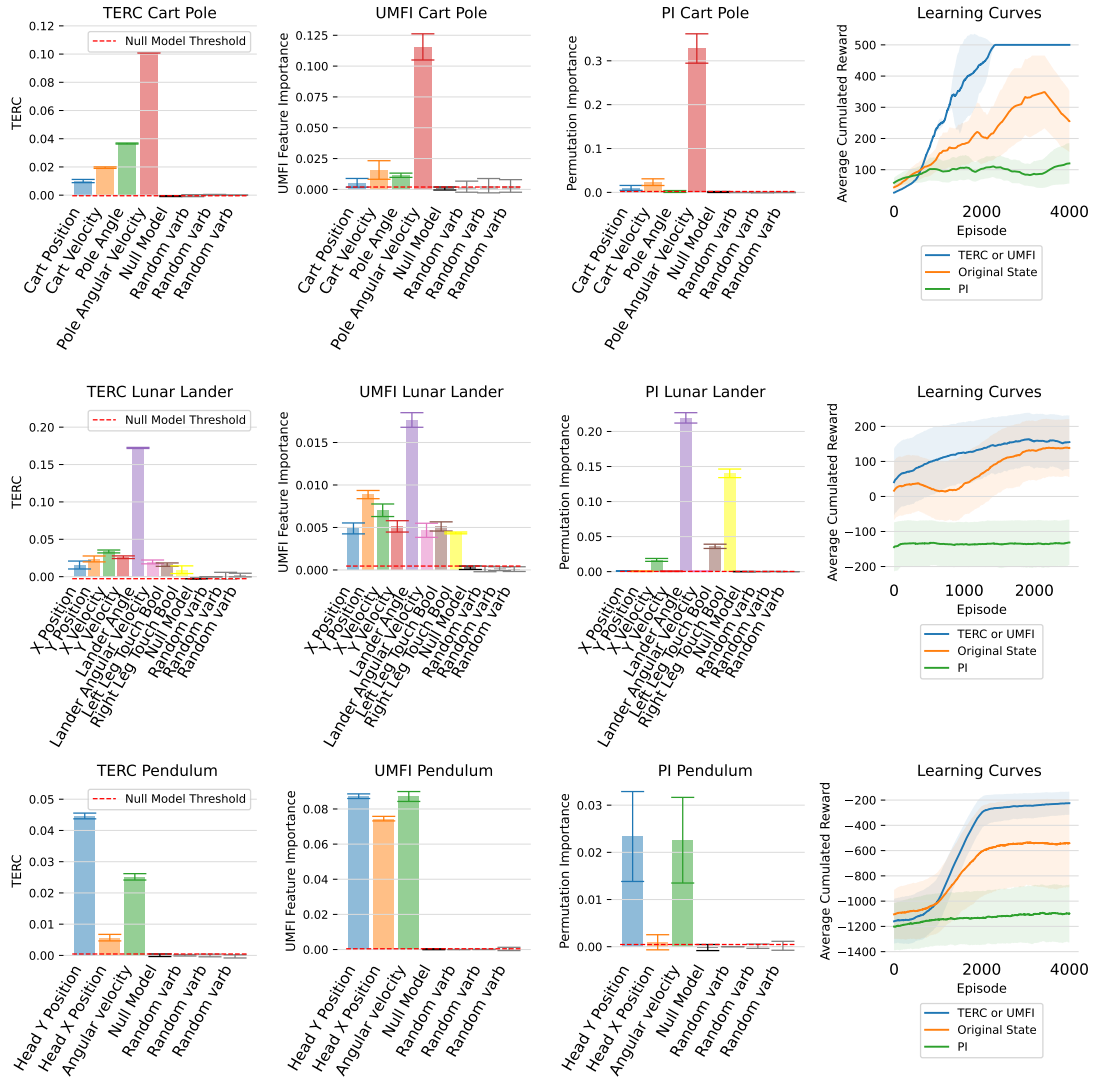 TERC Cart Pole
UMFI Cart Pole
PI Cart Pole
Learning Curves
TERC
0.12
0.10
0.08
0.06
0.04
0.02
0.00
Null Model Threshold
Cart Position
Cart Velocity
Pole Angle
Pole Angular Velocity
Null Model
Random varb
Random varb
Random varb
UMFI Feature Importance
0.125
0.100
0.075
0.050
0.025
0.000
Cart Position
Cart Velocity
Pole Angle
Pole Angular Velocity
Null Model
Random varb
Random varb
Random varb
Permutation Importance
0.3
0.2
0.1
0.0
Cart Position
Cart Velocity
Pole Angle
Pole Angular Velocity
Null Model
Random varb
Random varb
Random varb
Average Cumulated Reward
500
400
300
200
100
0 2000 4000
Episode
TERC or UMFI
Original State
PI
TERC Lunar Lander
UMFI Lunar Lander
PI Lunar Lander
Learning Curves
TERC
0.20
0.15
0.10
0.05
0.00
Null Model Threshold
X Position
Y Position
X Velocity
Y Velocity
Lander Angle
Lander Angular Velocity
Left Leg Touch Bool
Right Leg Touch Bool
Null Model
Random varb
Random varb
Random varb
UMFI Feature Importance
0.015
0.010
0.005
0.000
X Position
Y Position
X Velocity
Y Velocity
Lander Angle
Lander Angular Velocity
Left Leg Touch Bool
Right Leg Touch Bool
Null Model
Random varb
Random varb
Random varb
Permutation Importance
0.20
0.15
0.10
0.05
0.00
X Position
Y Position
X Velocity
Y Velocity
Lander Angle
Lander Angular Velocity
Left Leg Touch Bool
Right Leg Touch Bool
Null Model
Random varb
Random varb
Random varb
Average Cumulated Reward
200
100
0
−100
−200
0 1000 2000
Episode
TERC or UMFI
Original State
PI
TERC Pendulum
UMFI Pendulum
PI Pendulum
Learning Curves
TERC
0.05
0.04
0.03
0.02
0.01
0.00
Null Model Threshold
Head Y Position
Head X Position
Angular velocity
Null Model
Random varb
Random varb
Random varb
UMFI Feature Importance
0.08
0.06
0.04
0.02
0.00
Head Y Position
Head X Position
Angular velocity
Null Model
Random varb
Random varb
Random varb
Permutation Importance
0.03
0.02
0.01
0.00
Head Y Position
Head X Position
Angular velocity
Null Model
Random varb
Random varb
Random varb
Average Cumulated Reward
−200
−400
−600
−800
−1000
−1200
−1400
0 2000 4000
Episode
TERC or UMFI
Original State
PI